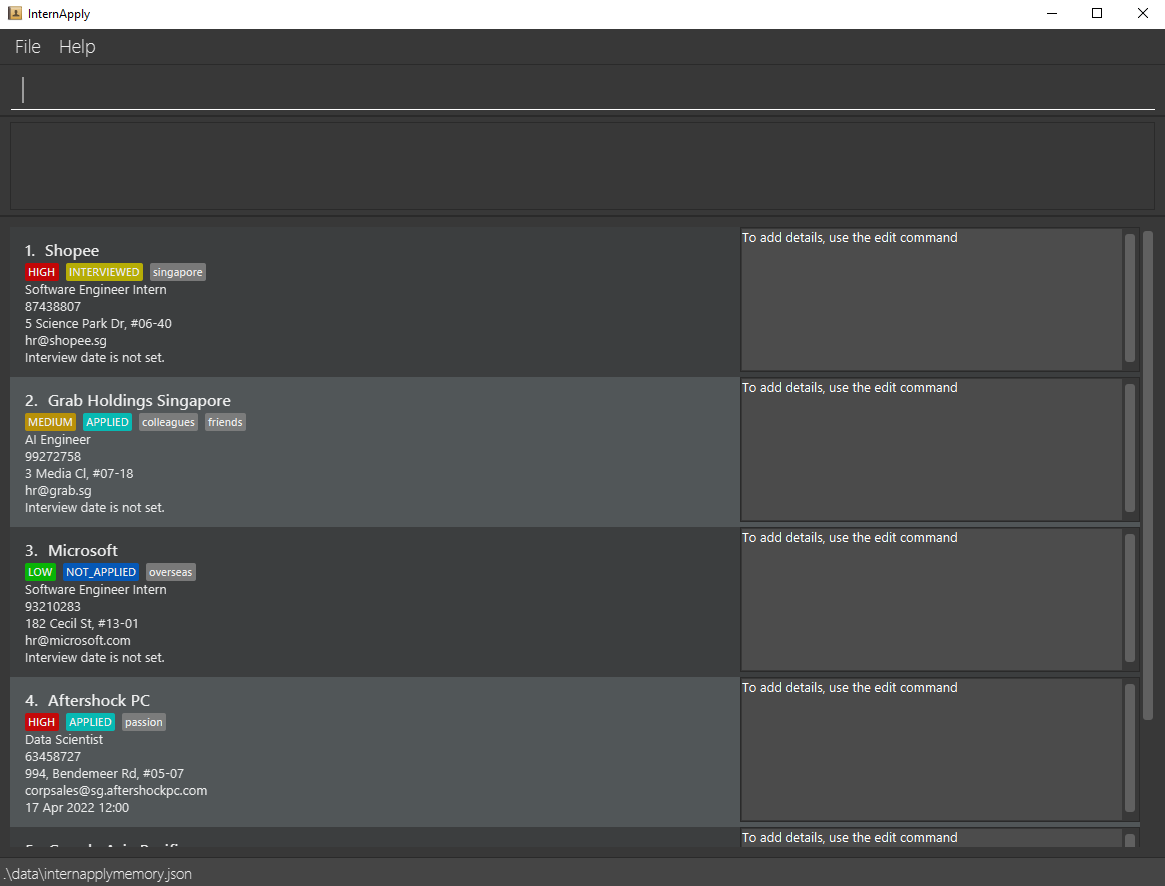 InternApply
File Help
1. Shopee
HIGH INTERVIEWED singapore
Software Engineer Intern
87438807
5 Science Park Dr, #06-40
hr@shopee.sg
Interview date is not set.
To add details, use the edit command
2. Grab Holdings Singapore
MEDIUM APPLIED colleagues friends
AI Engineer
99272758
3 Media Cl, #07-18
hr@grab.sg
Interview date is not set.
To add details, use the edit command
3. Microsoft
LOW NOT_APPLIED overseas
Software Engineer Intern
93210283
182 Cecil St, #13-01
hr@microsoft.com
Interview date is not set.
To add details, use the edit command
4. Aftershock PC
HIGH APPLIED passion
Data Scientist
63458727
994, Bendemeer Rd, #05-07
corpsales@sg.aftershockpc.com
17 Apr 2022 12:00
To add details, use the edit command
To add details, use the edit command
.\data\internapplymemory.json